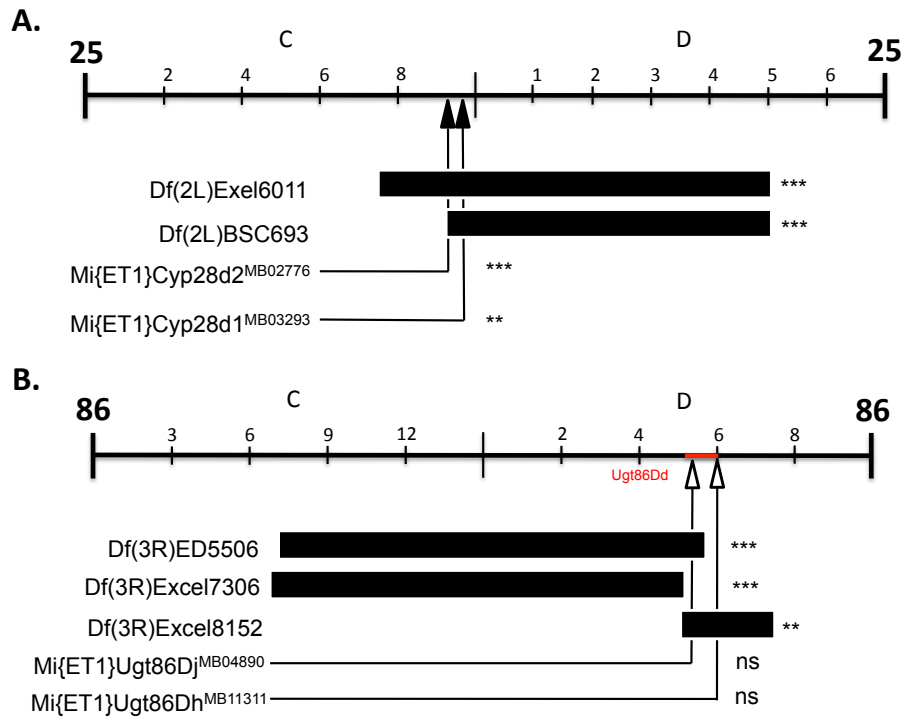 A.
C D
25 25
2 4 6 8 1 2 3 4 5 6
Df(2L)Exel6011 ***
Df(2L)BSC693 ***
Mi{ET1}Cyp28d2MB02776 ***
Mi{ET1}Cyp28d1MB03293 **
B.
C D
86 86
3 6 9 12 2 4 6 8
Ugt86Dd
Df(3R)ED5506 ***
Df(3R)Excel7306 ***
Df(3R)Excel8152 **
Mi{ET1}Ugt86DjMB04890 ns
Mi{ET1}Ugt86DhMB11311 ns